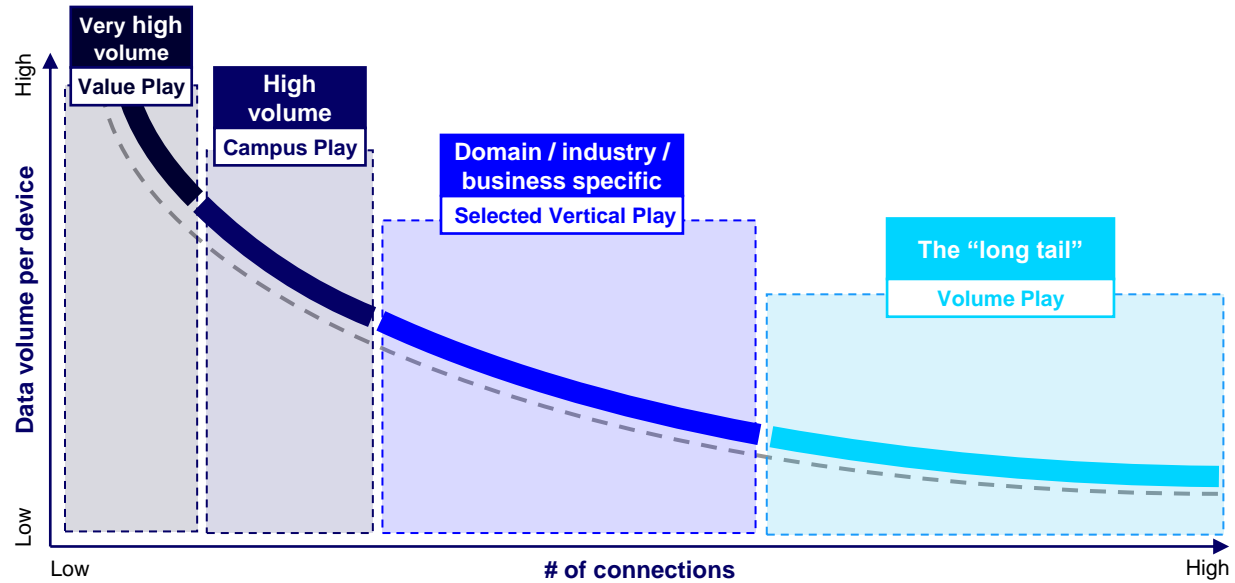 Very high
volume
Value Play
High
volume
Campus Play
Domain / industry /
business specific
Selected Vertical Play
The “long tail”
Volume Play
High
Data volume per device
Low
Low
# of connections
High